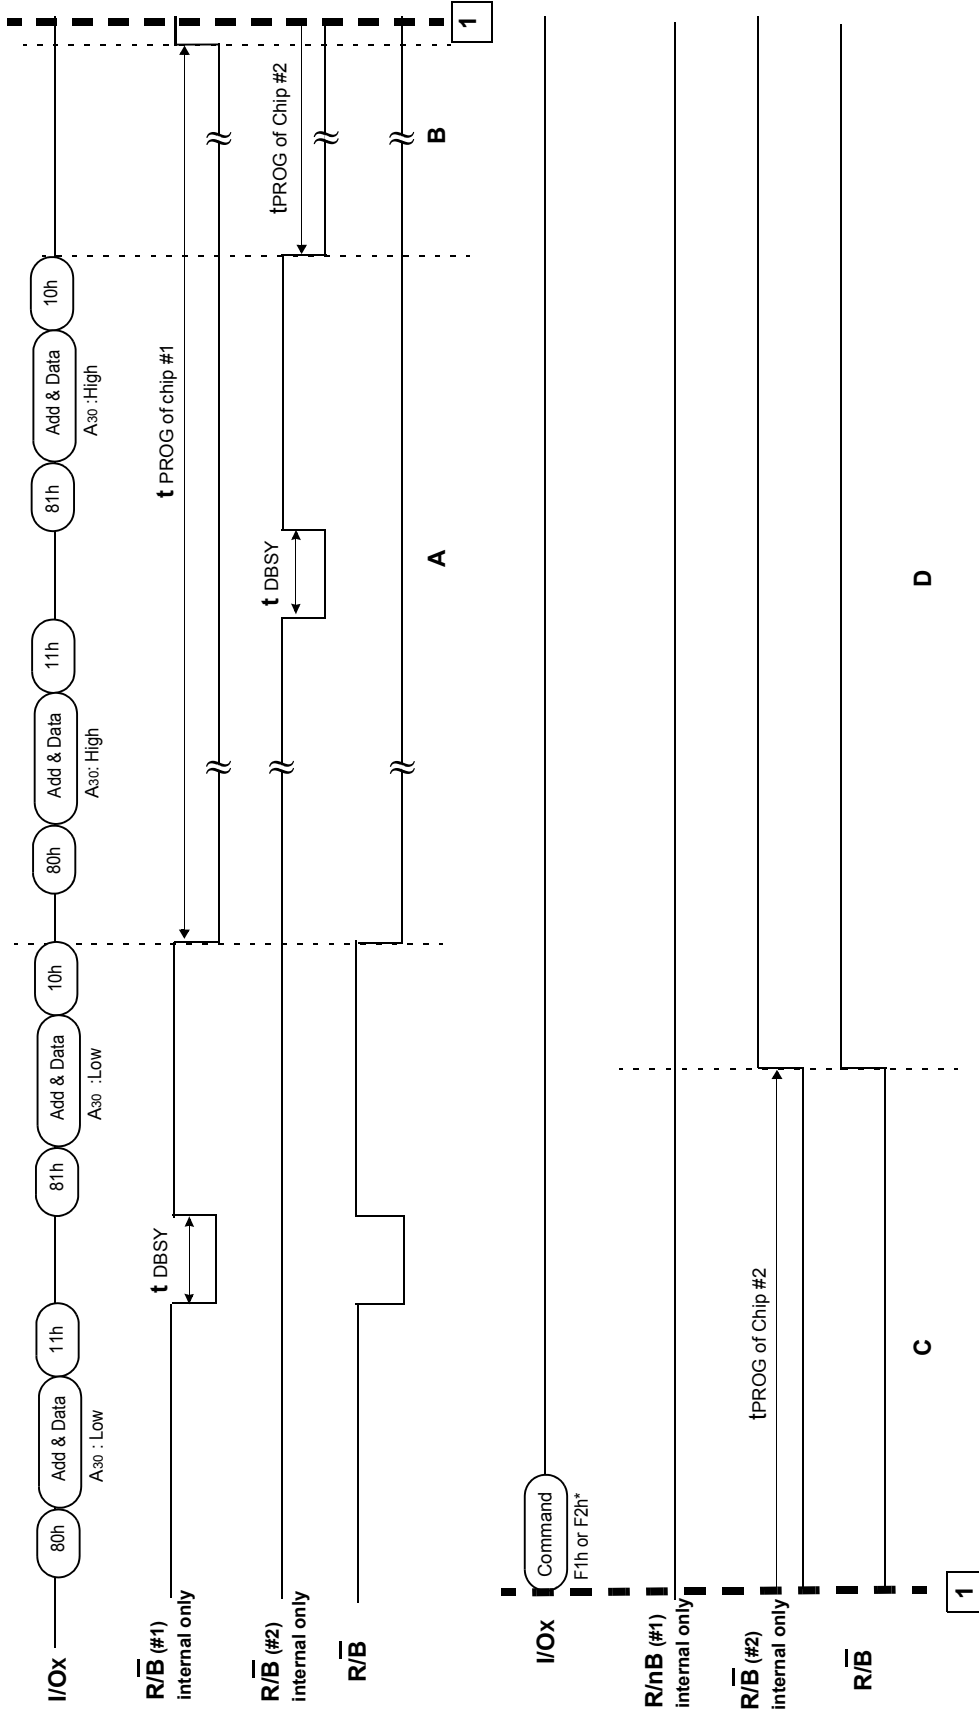 I/Ox
80h
Add & Data
11h
81h
Add & Data
10h
80h
Add & Data
11h
81h
Add & Data
10h
A30 : Low
A30 :Low
A30: High
A30 :High
R/B (#1)
internal only
t DBSY
t PROG of chip #1
R/B (#2)
internal only
t DBSY
tPROG of Chip #2
R/B
A
B
1
I/Ox
Command
F1h or F2h*
R/nB (#1)
internal only
R/B (#2)
internal only
tPROG of Chip #2
R/B
C
D
1